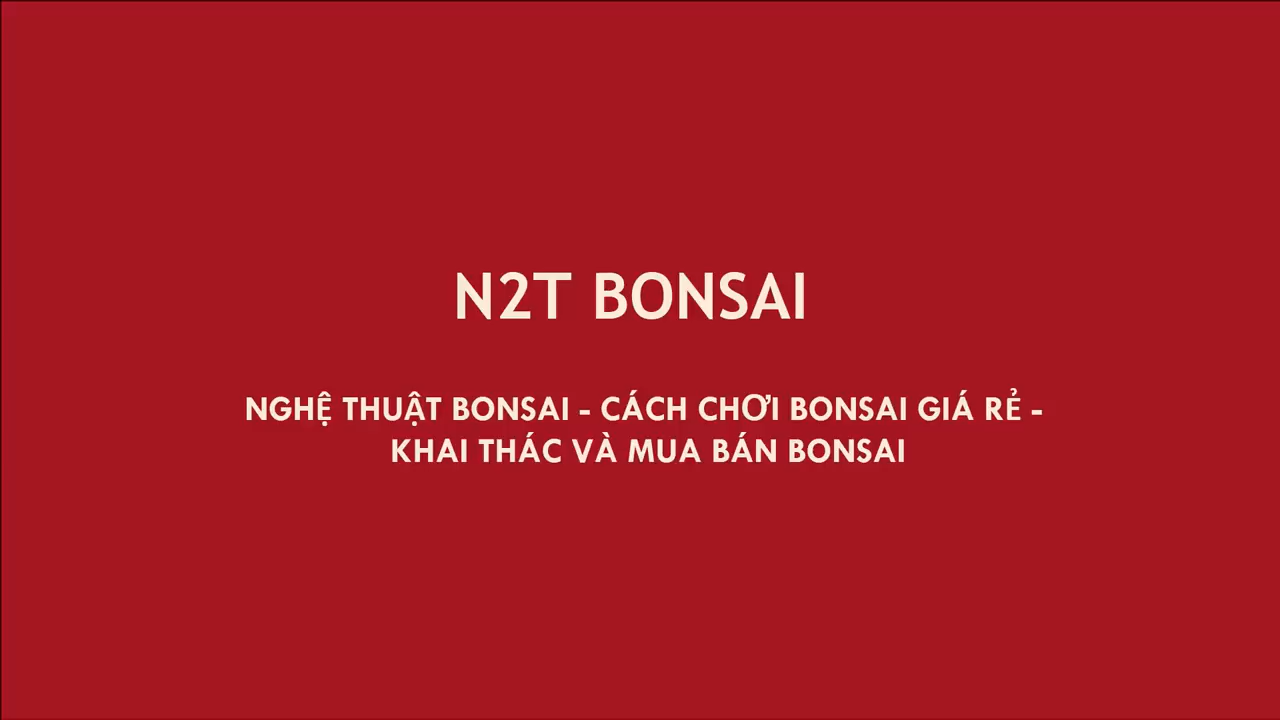 N2T BONSAI
NGHỆ THUẬT BONSAI - CÁCH CHƠI BONSAI GIÁ RẺ -
KHAI THÁC VÀ MUA BÁN BONSAI